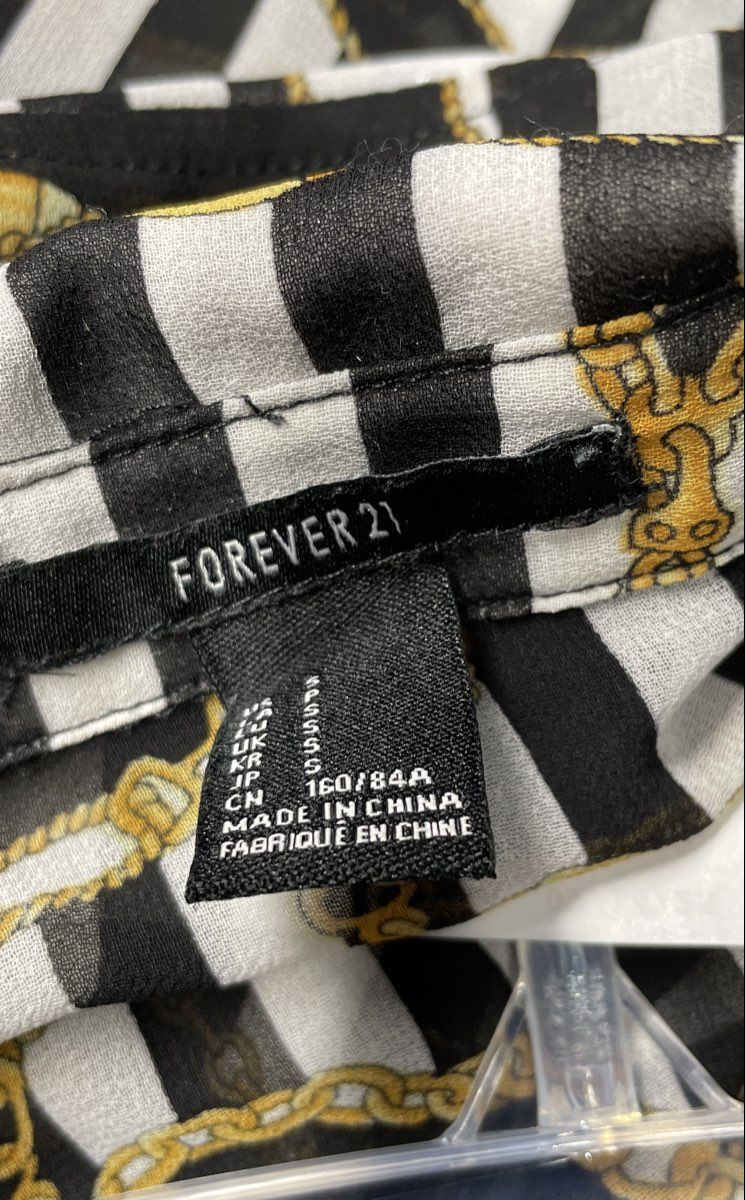 FOREVER 21
S
P
UK S
KR S
JP S
CN 160/84A
MADE IN CHINA
FABRIQUÉ EN CHINE